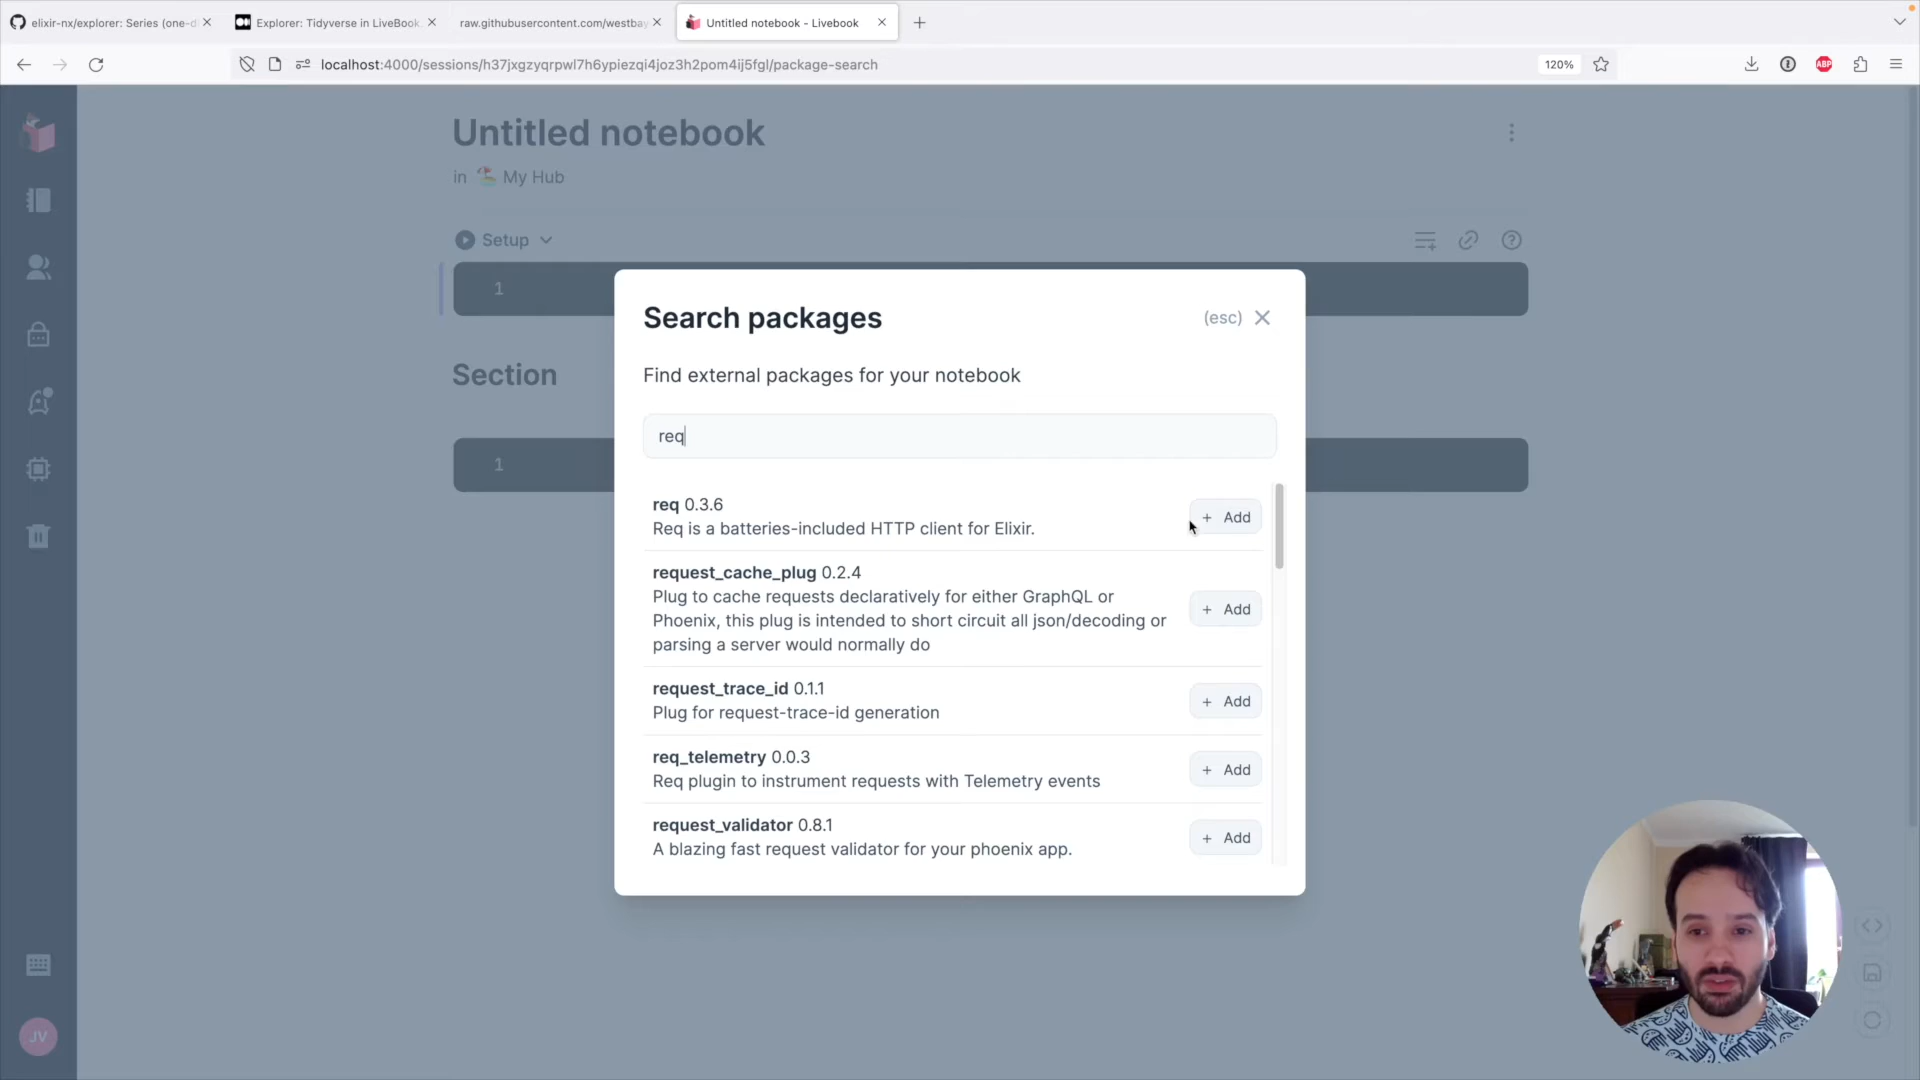 elixir-nx/explorer: Series (one-d
Explorer: Tidyverse in LiveBook.
raw.githubusercontent.com/westbay
Untitled notebook - Livebook
localhost:4000/sessions/h37jxgzyqrpwl7h6ypiezqi4joz3h2pom4ij5fgl/package-search
120%
ABP
Untitled notebook
in My Hub
Setup
1
Section
1
Search packages
(esc)
Find external packages for your notebook
req
req 0.3.6
Req is a batteries-included HTTP client for Elixir.
+ Add
request_cache_plug 0.2.4
Plug to cache requests declaratively for either GraphQL or
Phoenix, this plug is intended to short circuit all json/decoding or
parsing a server would normally do
+ Add
request_trace_id 0.1.1
Plug for request-trace-id generation
+ Add
req_telemetry 0.0.3
Req plugin to instrument requests with Telemetry events
+ Add
request_validator 0.8.1
A blazing fast request validator for your phoenix app.
+ Add
JV